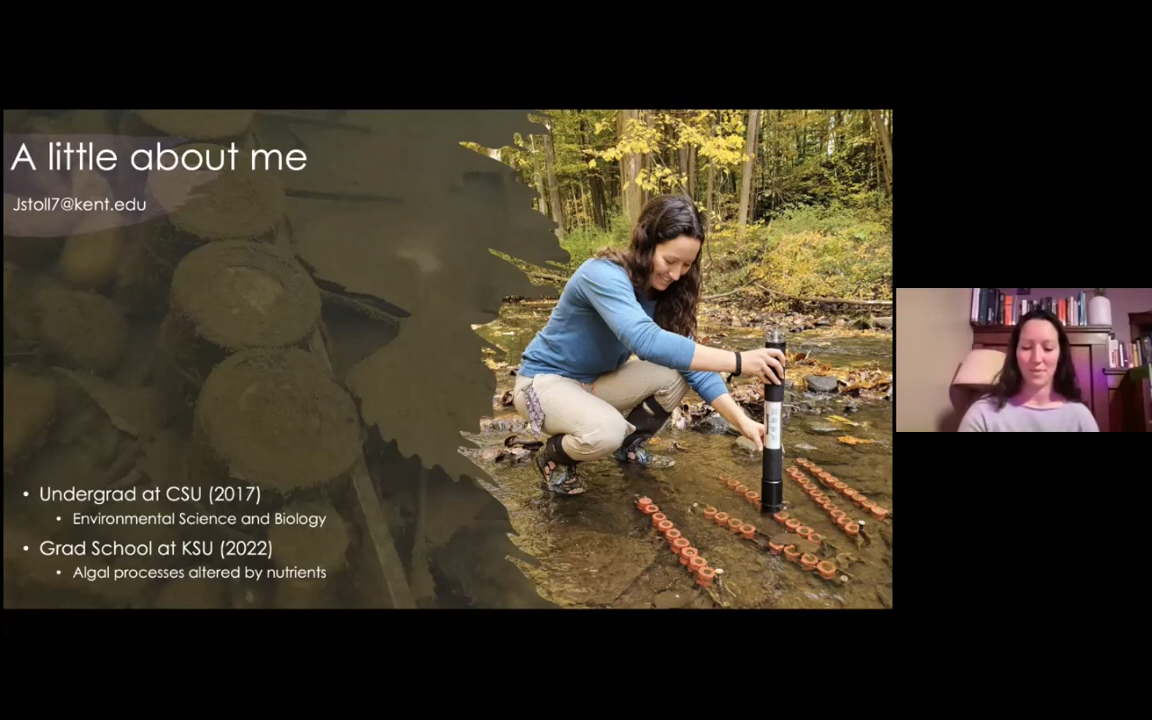 A little about me
Jstoll7@kent.edu
• Undergrad at CSU (2017)
• Environmental Science and Biology
• Grad School at KSU (2022)
• Algal processes altered by nutrients